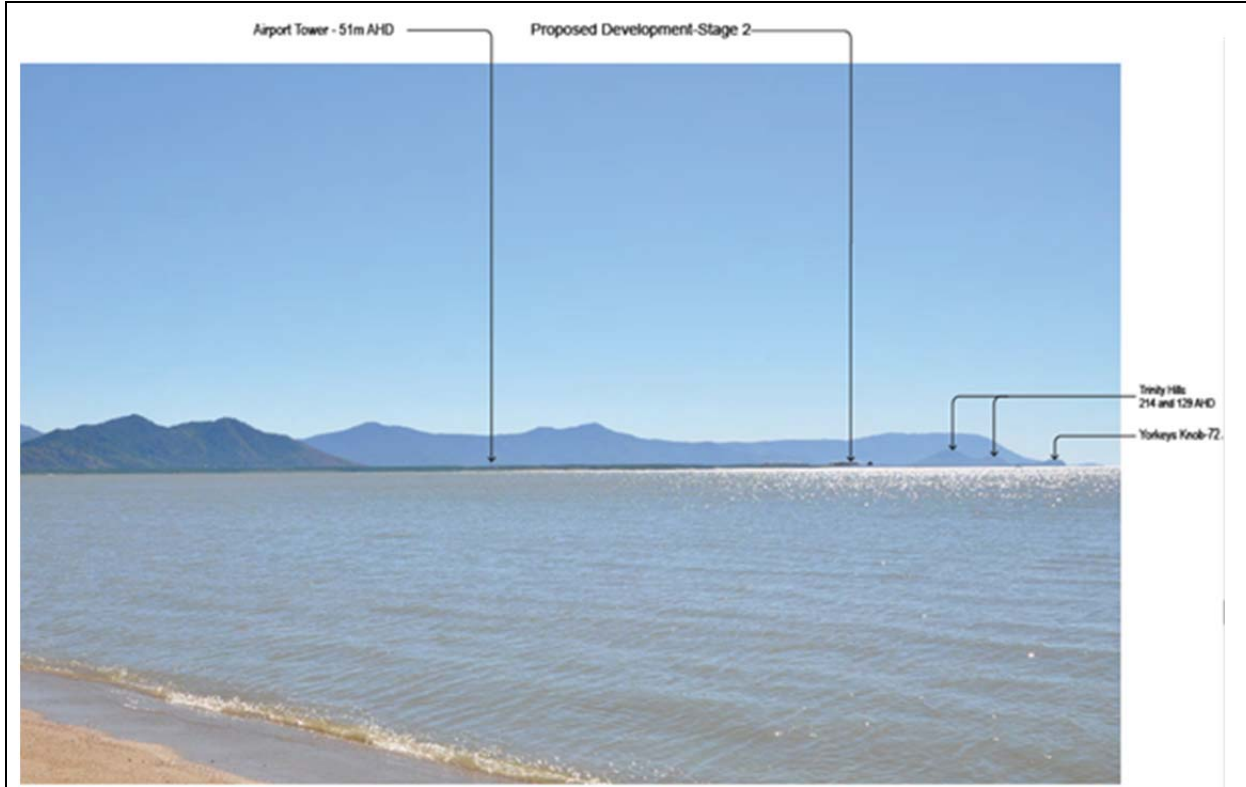 Airport Tower - 51m AHD
Proposed Development-Stage 2
Trinity Hills
214 and 129 AHD
Yorkeys Knob-72.